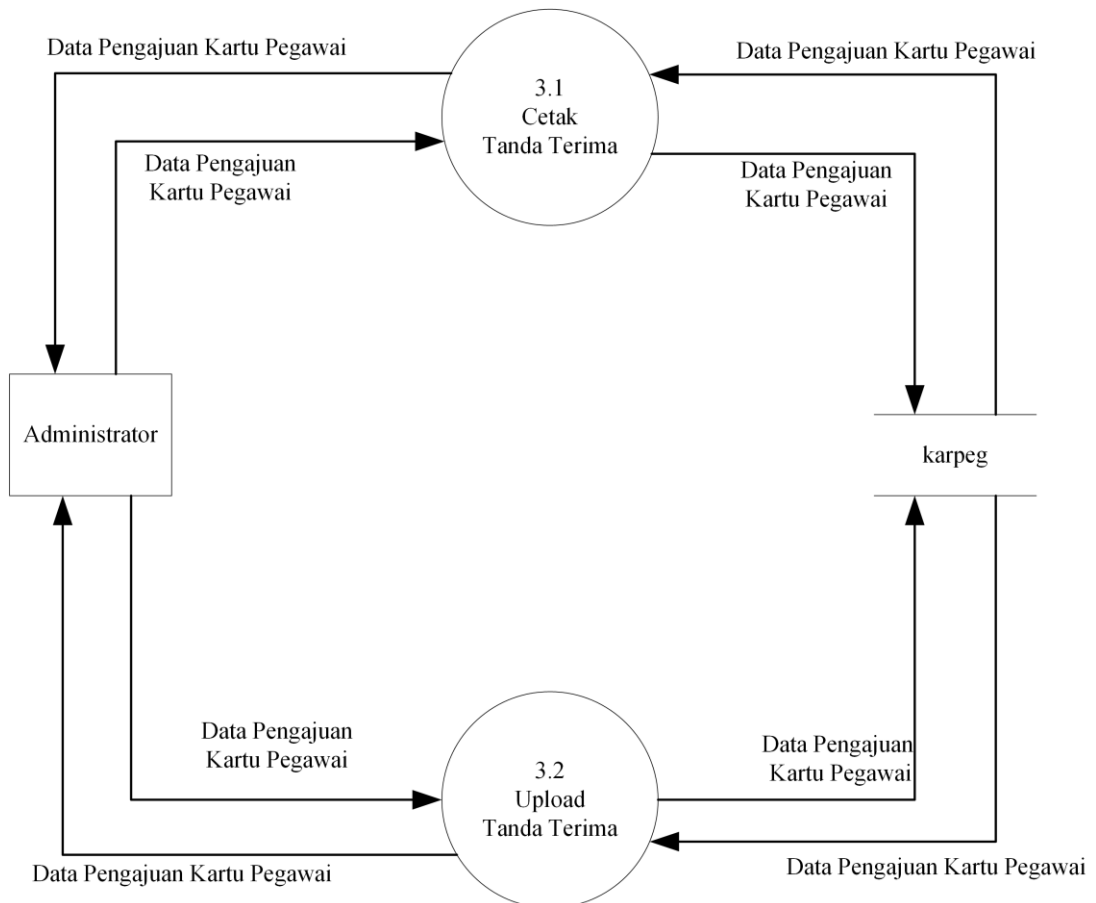 Data Pengajuan Kartu Pegawai
Data Pengajuan Kartu Pegawai
3.1
Cetak
Tanda Terima
Data Pengajuan
Kartu Pegawai
Data Pengajuan
Kartu Pegawai
Administrator
karpeg
Data Pengajuan
Kartu Pegawai
3.2
Upload
Tanda Terima
Data Pengajuan
Kartu Pegawai
Data Pengajuan Kartu Pegawai
Data Pengajuan Kartu Pegawai